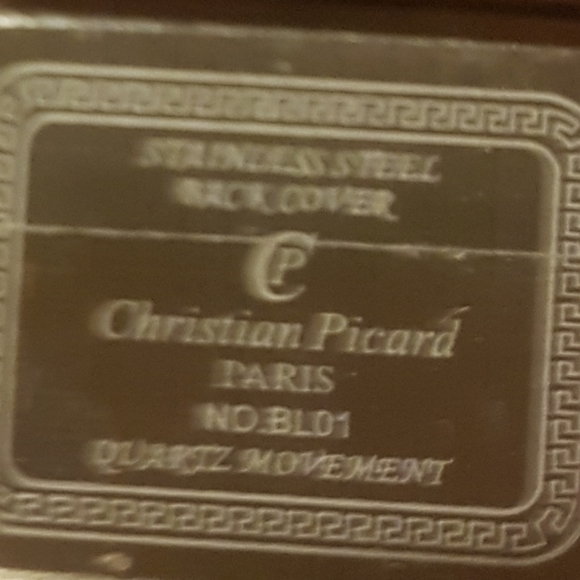 STAINLESS STEEL
BACK COVER
CP
Christian Picard
PARIS
NO.BL01
QUARTZ MOVEMENT